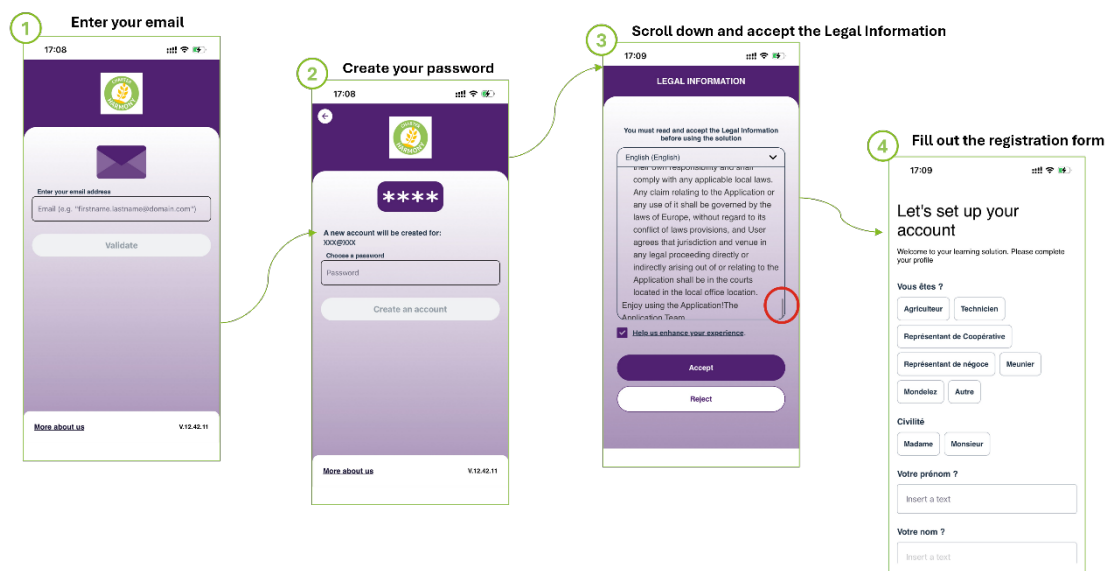 1
Enter your email
17:08
HARMONY
Enter your email address
Email (e.g. "firstname.lastname@domain.com")
Validate
More about us
V.12.42.11
2
Create your password
17:08
HARMONY
****
A new account will be created for:
XXX@XXX
Choose a password
Password
Create an account
More about us
V.12.42.11
3
Scroll down and accept the Legal Information
17:09
LEGAL INFORMATION
You must read and accept the Legal Information
before using the solution
English (English)
their own responsibility and shall
comply with any applicable local laws.
Any claim relating to the Application or
any use of it shall be governed by the
laws of Europe, without regard to its
conflict of laws provisions, and User
agrees that jurisdiction and venue in
any legal proceeding directly or
indirectly arising out of or relating to the
Application shall be in the courts
located in the local office location.
Enjoy using the Application!The
Application Team
Help us enhance your experience.
Accept
Reject
4
Fill out the registration form
17:09
Let's set up your
account
Welcome to your learning solution. Please complete
your profile
Vous êtes ?
Agriculteur
Technicien
Représentant de Coopérative
Représentant de négoce
Meunier
Mondelez
Autre
Civilité
Madame
Monsieur
Votre prénom ?
Insert a text
Votre nom ?
Insert a text